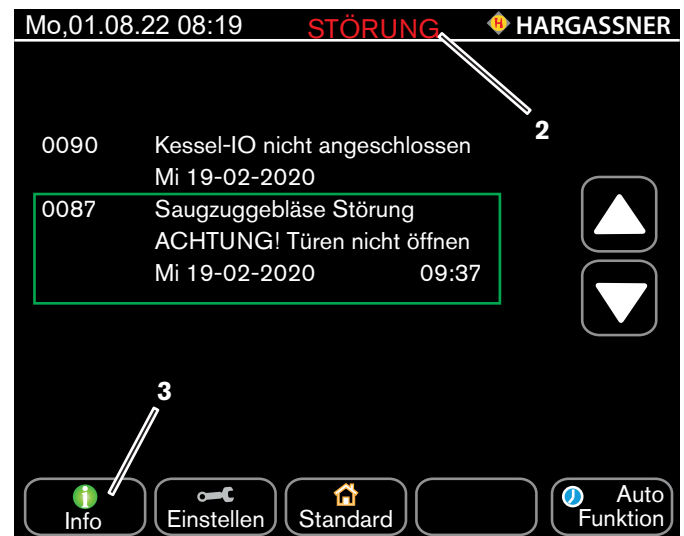 Mo,01.08.22 08:19 STÖRUNG HARGASSNER
2
0090 Kessel-IO nicht angeschlossen
Mi 19-02-2020
0087 Saugzuggebläse Störung
ACHTUNG! Türen nicht öffnen
Mi 19-02-2020 09:37
3
Info Einstellen Standard Auto Funktion